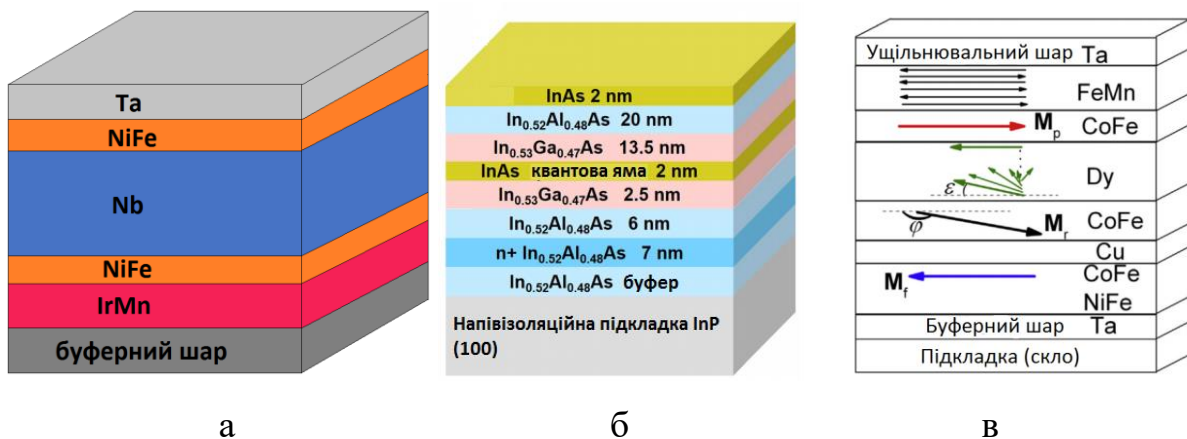 Ta
NiFe
Nb
NiFe
IrMn
буферний шар
InAs 2 nm
In0.52Al0.48As 20 nm
In0.53Ga0.47As 13.5 nm
InAs квантова яма 2 nm
In0.53Ga0.47As 2.5 nm
In0.52Al0.48As 6 nm
n+ In0.52Al0.48As 7 nm
In0.52Al0.48As буфер
Напівізоляційна підкладка InP
(100)
Ущільнювальний шар Ta
FeMn
Mp CoFe
Dy
ε
φ Mr CoFe
Cu
Mf CoFe
NiFe
Буферний шар Ta
Підкладка (скло)
а б в